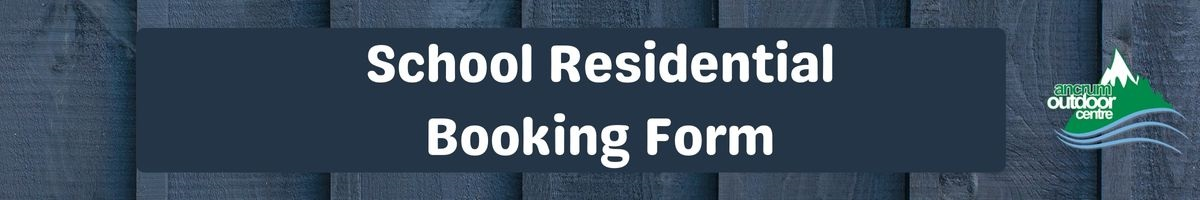 School Residential
Booking Form
ancrum
outdoor
centre